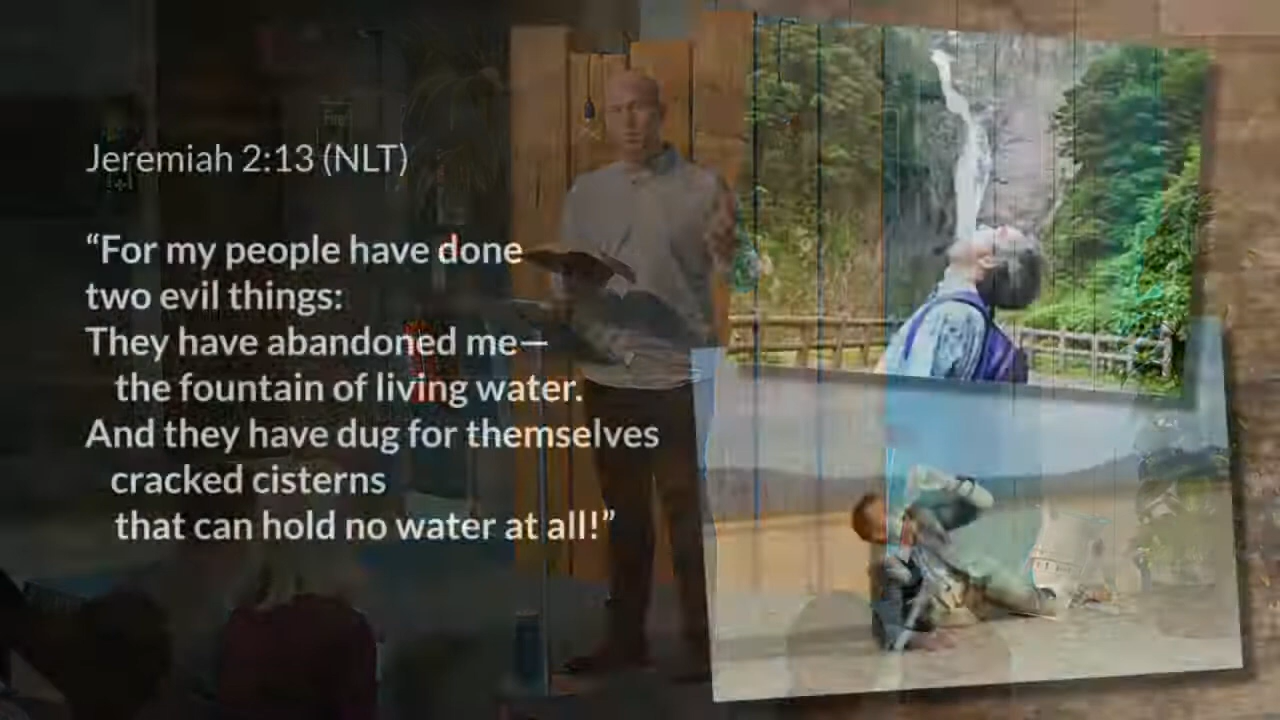 Jeremiah 2:13 (NLT)
“For my people have done
two evil things:
They have abandoned me—
the fountain of living water.
And they have dug for themselves
cracked cisterns
that can hold no water at all!”